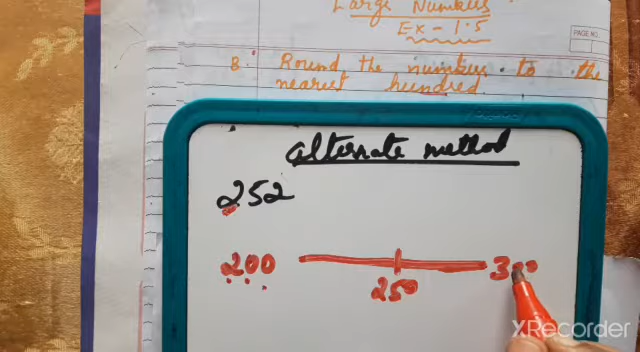 Large Numbers
Ex - 1.5
PAGE NO.
B. Round the numbers to the
nearest hundred
alternate method
252
200 300
250
XRecorder